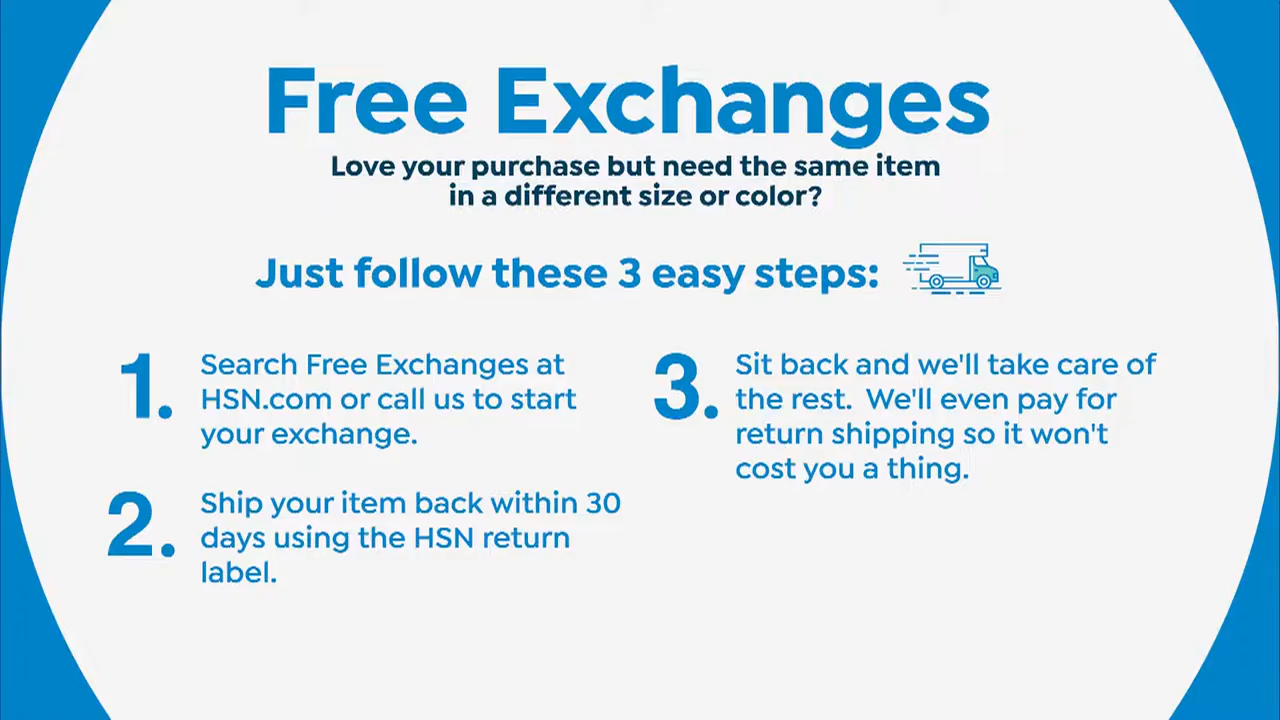 Free Exchanges
Love your purchase but need the same item
in a different size or color?
Just follow these 3 easy steps:
1. Search Free Exchanges at
HSN.com or call us to start
your exchange.
2. Ship your item back within 30
days using the HSN return
label.
3. Sit back and we'll take care of
the rest.  We'll even pay for
return shipping so it won't
cost you a thing.